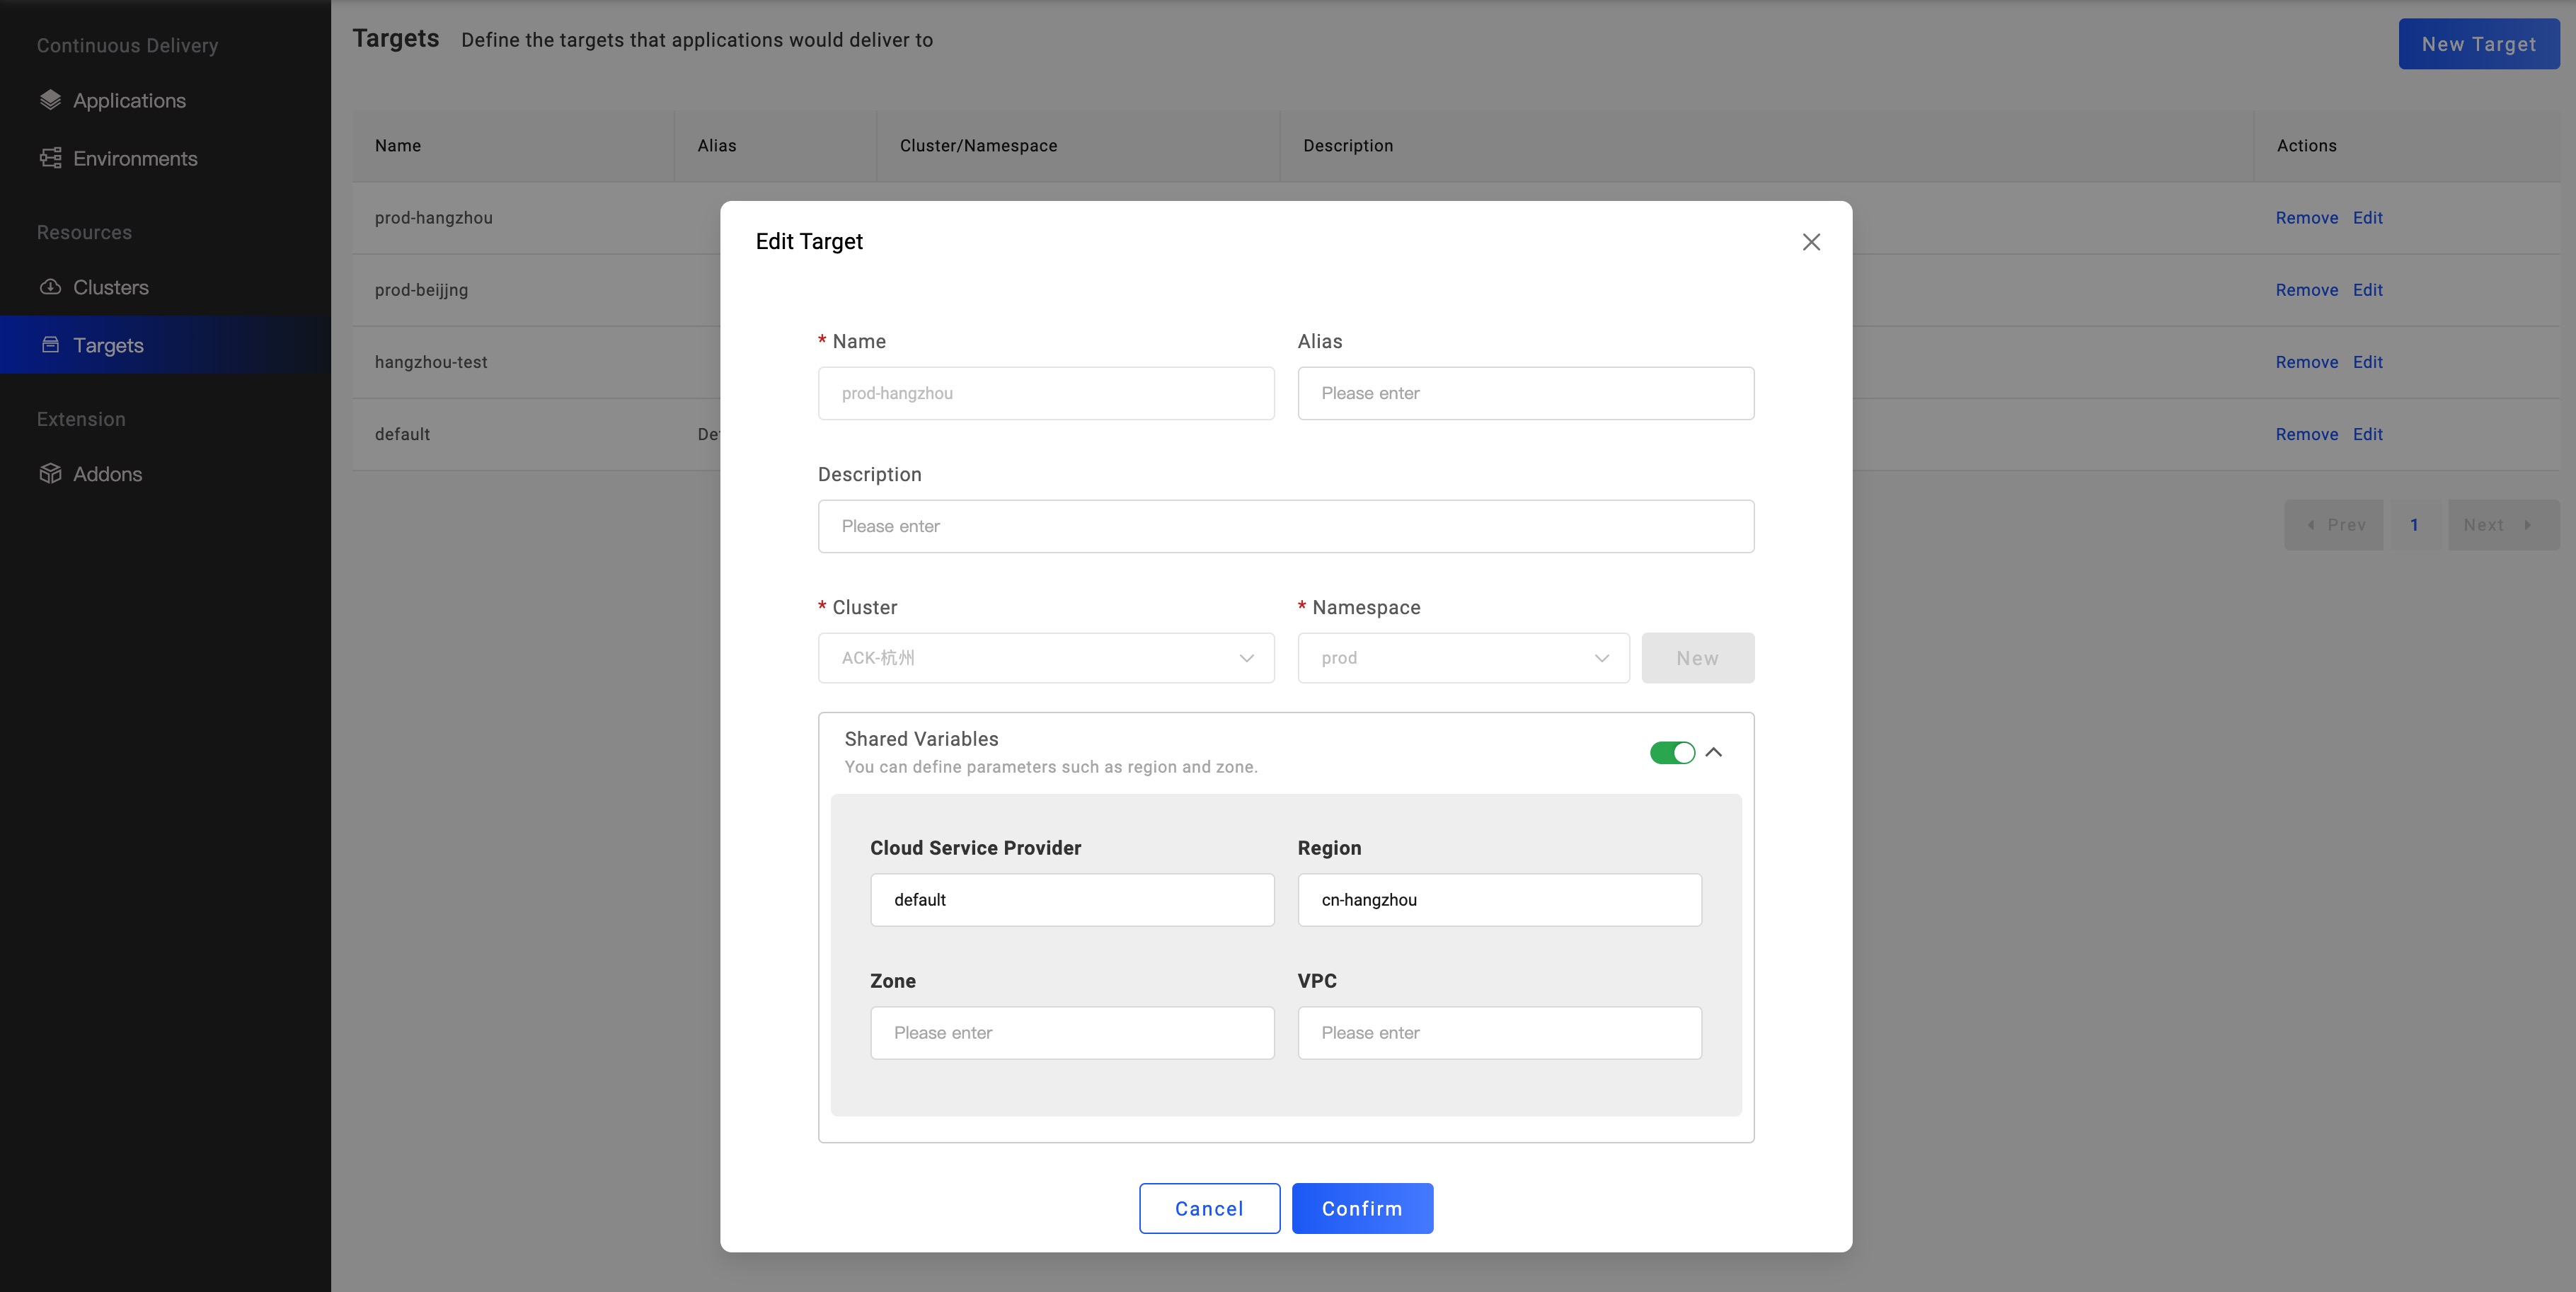 Continuous Delivery
Applications
Environments
Resources
Clusters
Targets
Extension
Addons
Targets Define the targets that applications would deliver to
New Target
Name Alias Cluster/Namespace Description Actions
prod-hangzhou Remove Edit
prod-beijjng Remove Edit
hangzhou-test Remove Edit
default Remove Edit
Prev 1 Next
Edit Target
* Name
prod-hangzhou
Alias
Please enter
Description
Please enter
* Cluster
ACK-杭州
* Namespace
prod
New
Shared Variables
You can define parameters such as region and zone.
Cloud Service Provider
default
Region
cn-hangzhou
Zone
Please enter
VPC
Please enter
Cancel Confirm